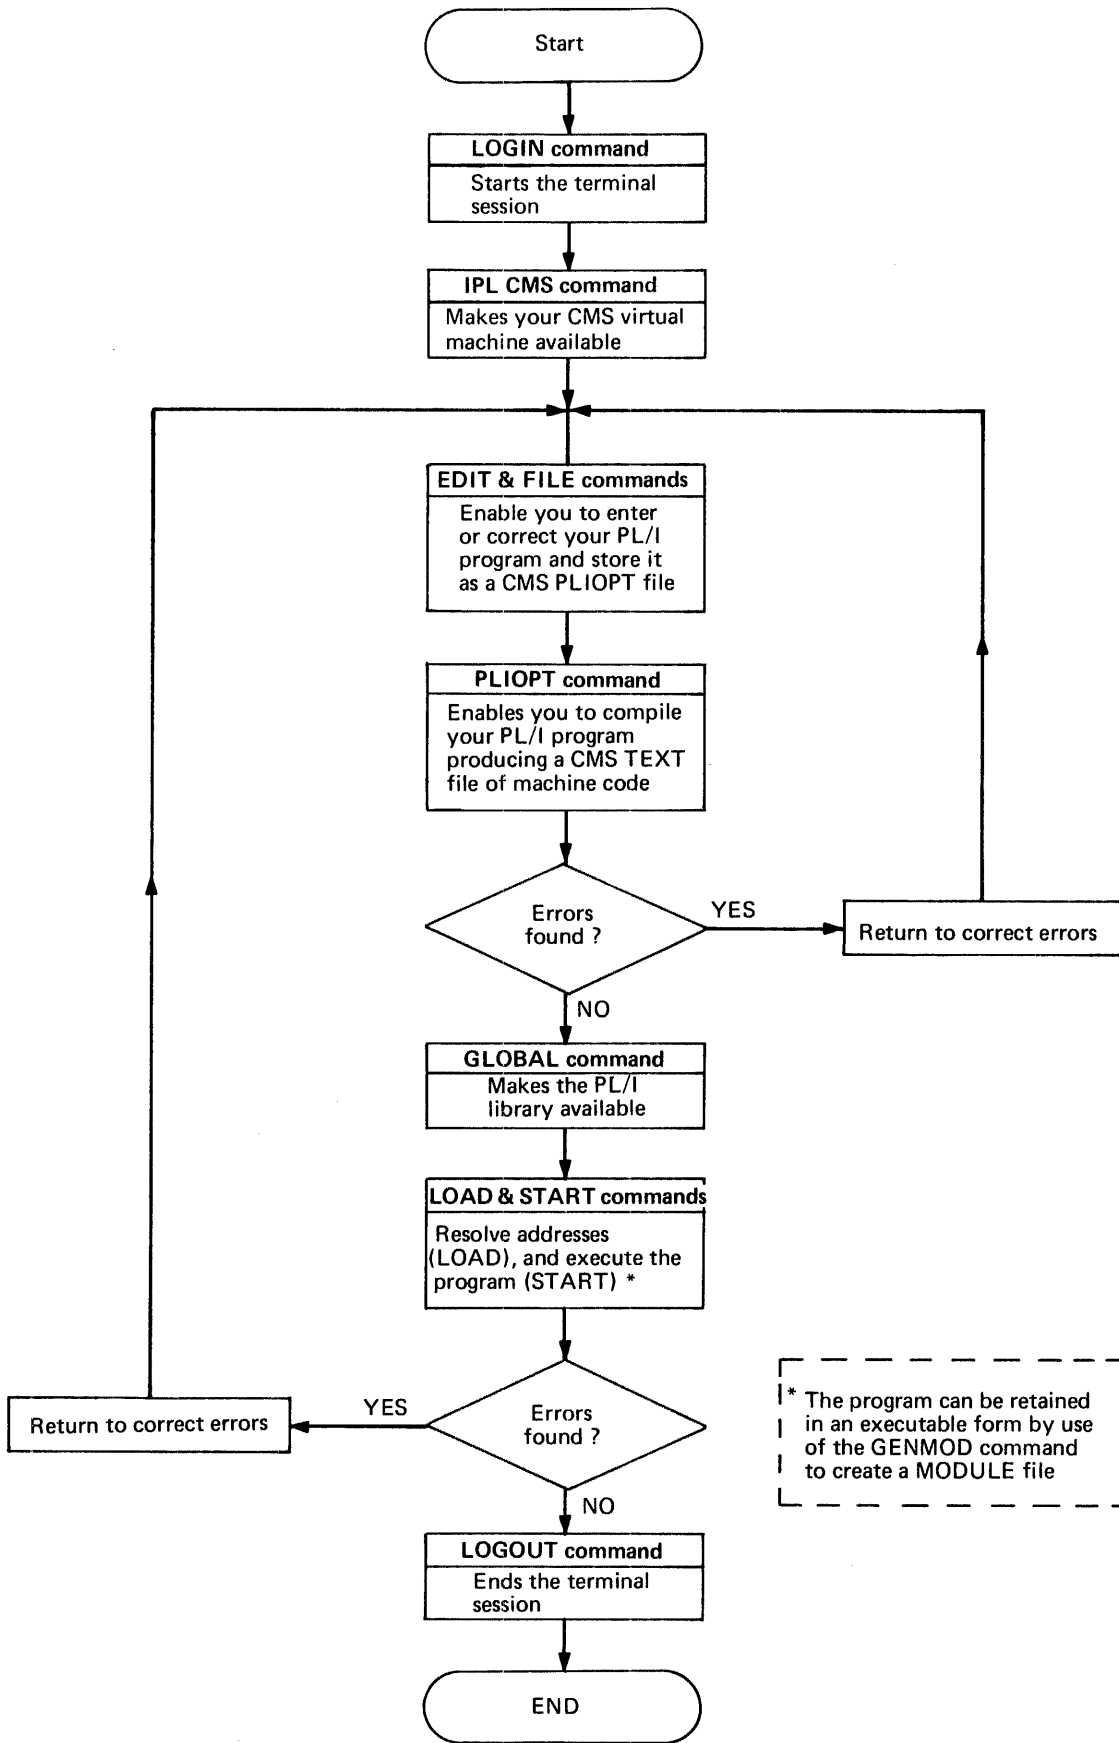 Start
LOGIN command
Starts the terminal
session
IPL CMS command
Makes your CMS virtual
machine available
EDIT & FILE commands
Enable you to enter
or correct your PL/I
program and store it
as a CMS PLIOPT file
PLIOPT command
Enables you to compile
your PL/I program
producing a CMS TEXT
file of machine code
Errors
found ?
YES
Return to correct errors
NO
GLOBAL command
Makes the PL/I
library available
LOAD & START commands
Resolve addresses
(LOAD), and execute the
program (START) *
Errors
found ?
YES
Return to correct errors
NO
* The program can be retained
in an executable form by use
of the GENMOD command
to create a MODULE file
LOGOUT command
Ends the terminal
session
END